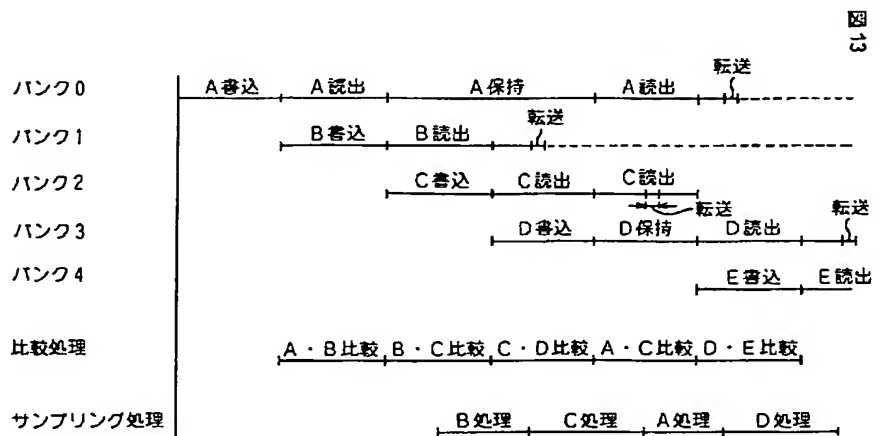 図13
転送
バンク0 A書込 A読出 A保持 A読出
転送
バンク1 B書込 B読出
バンク2 C書込 C読出 C読出
転送 転送
バンク3 D書込 D保持 D読出
バンク4 E書込 E読出
比較処理 A・B比較 B・C比較 C・D比較 A・C比較 D・E比較
サンプリング処理 B処理 C処理 A処理 D処理